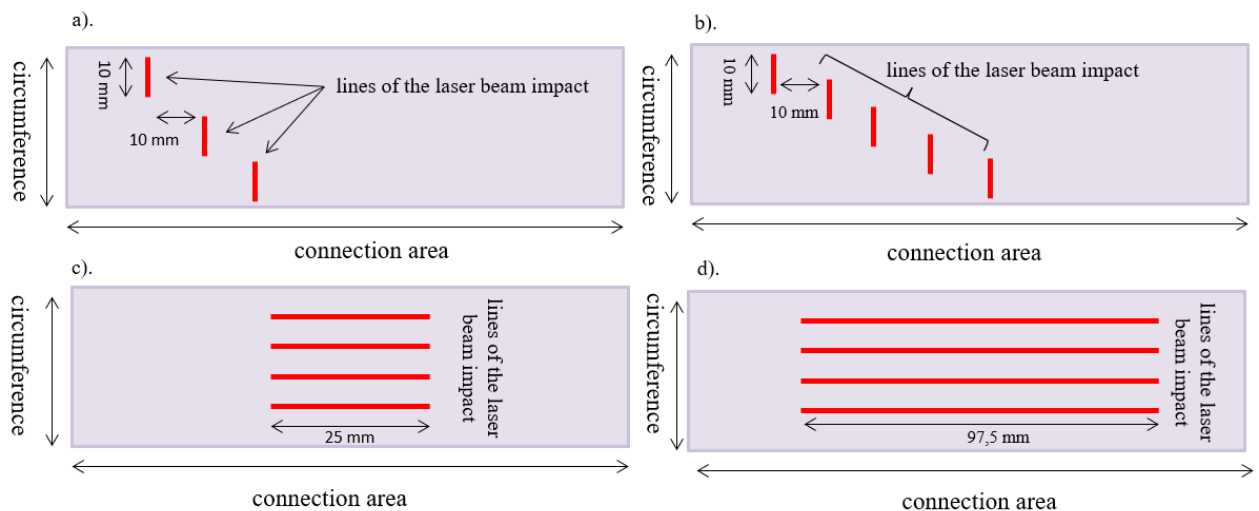 a).
circumference
10 mm
10 mm
lines of the laser beam impact
connection area
b).
circumference
10 mm
10 mm
lines of the laser beam impact
connection area
c).
circumference
lines of the laser
beam impact
25 mm
connection area
d).
circumference
lines of the laser
beam impact
97,5 mm
connection area